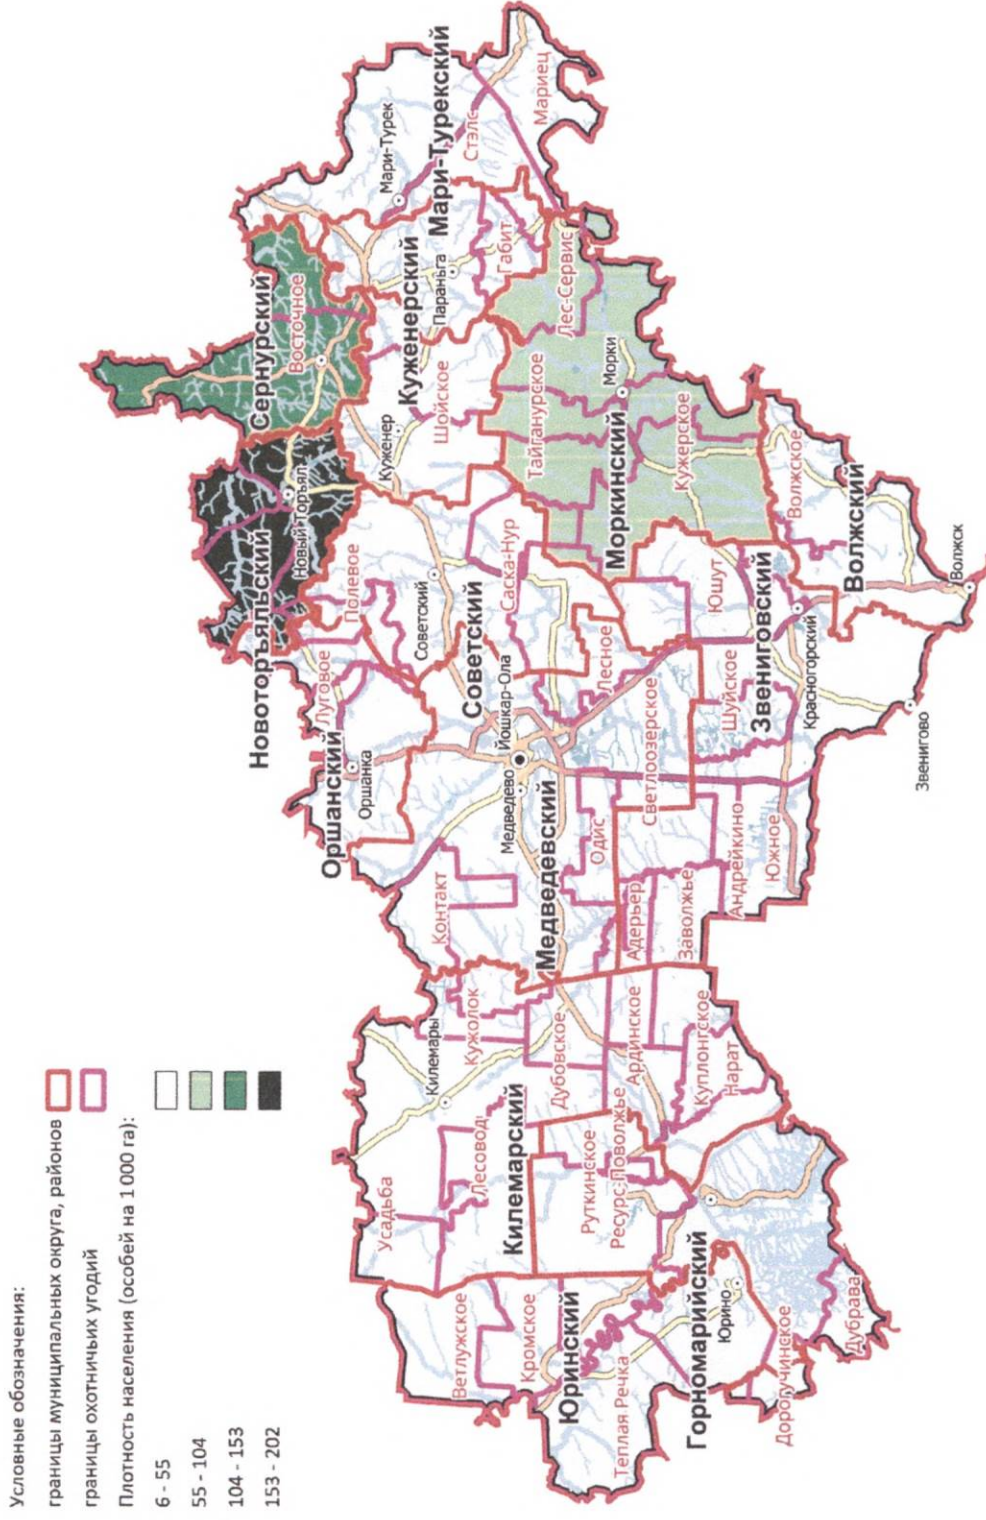 Условные обозначения:
границы муниципальных округа, районов
границы охотничьих угодий
Плотность населения (особей на 1000 га):
6 - 55
55 - 104
104 - 153
153 - 202
Ветлужское
Кромское
Юринский
Теплая Речка
Горномарийский
Юрино
Дорогучинское
Дубрава
Усадьба
Лесовод
Килемарский
Руткинское
Ресурс-Поволжье
Килемары
Кужолок
Дубовское
Ардинское
Куплонгское
Нарат
Контакт
Медведевский
Медведево
Йошкар-Ола
Одис
Адерьер
Заволжье
Андрейкино
Южное
Светлоозерское
Лесное
Шуйское
Юшут
Звениговский
Красногорский
Звенигово
Оршанский
Оршанка
Луговое
Новоторъяльский
Новый Торъял
Полевое
Советский
Советский
Саска-Нур
Сернурский
Восточное
Куженерский
Куженер
Шойское
Параньга
Габит
Мари-Турек
Мари-Турекский
Стэлс
Мариец
Лес-Сервис
Тайганурское
Моркинский
Морки
Кужерское
Волжское
Волжский
Волжск